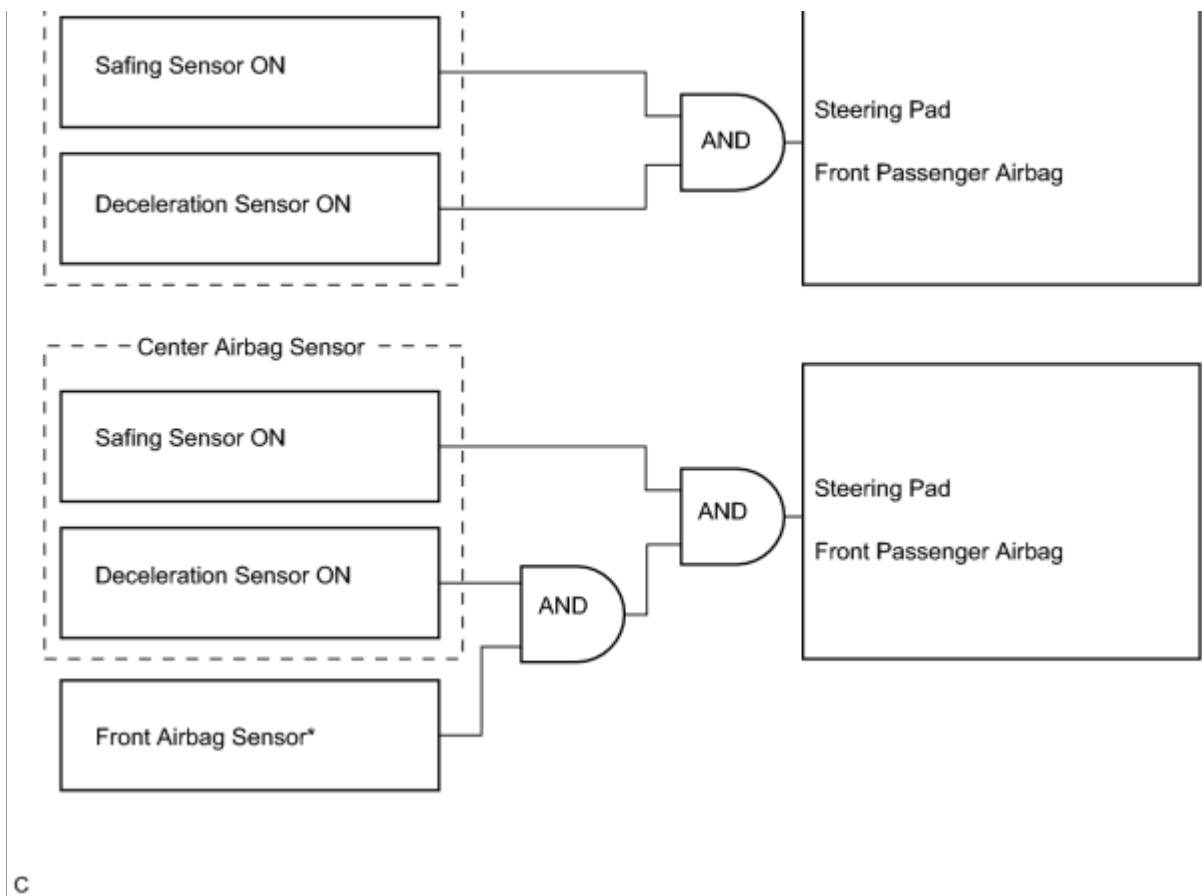 Safing Sensor ON
AND
Steering Pad
Deceleration Sensor ON
Front Passenger Airbag
Center Airbag Sensor
Safing Sensor ON
AND
Steering Pad
Front Passenger Airbag
Deceleration Sensor ON
AND
Front Airbag Sensor*
C